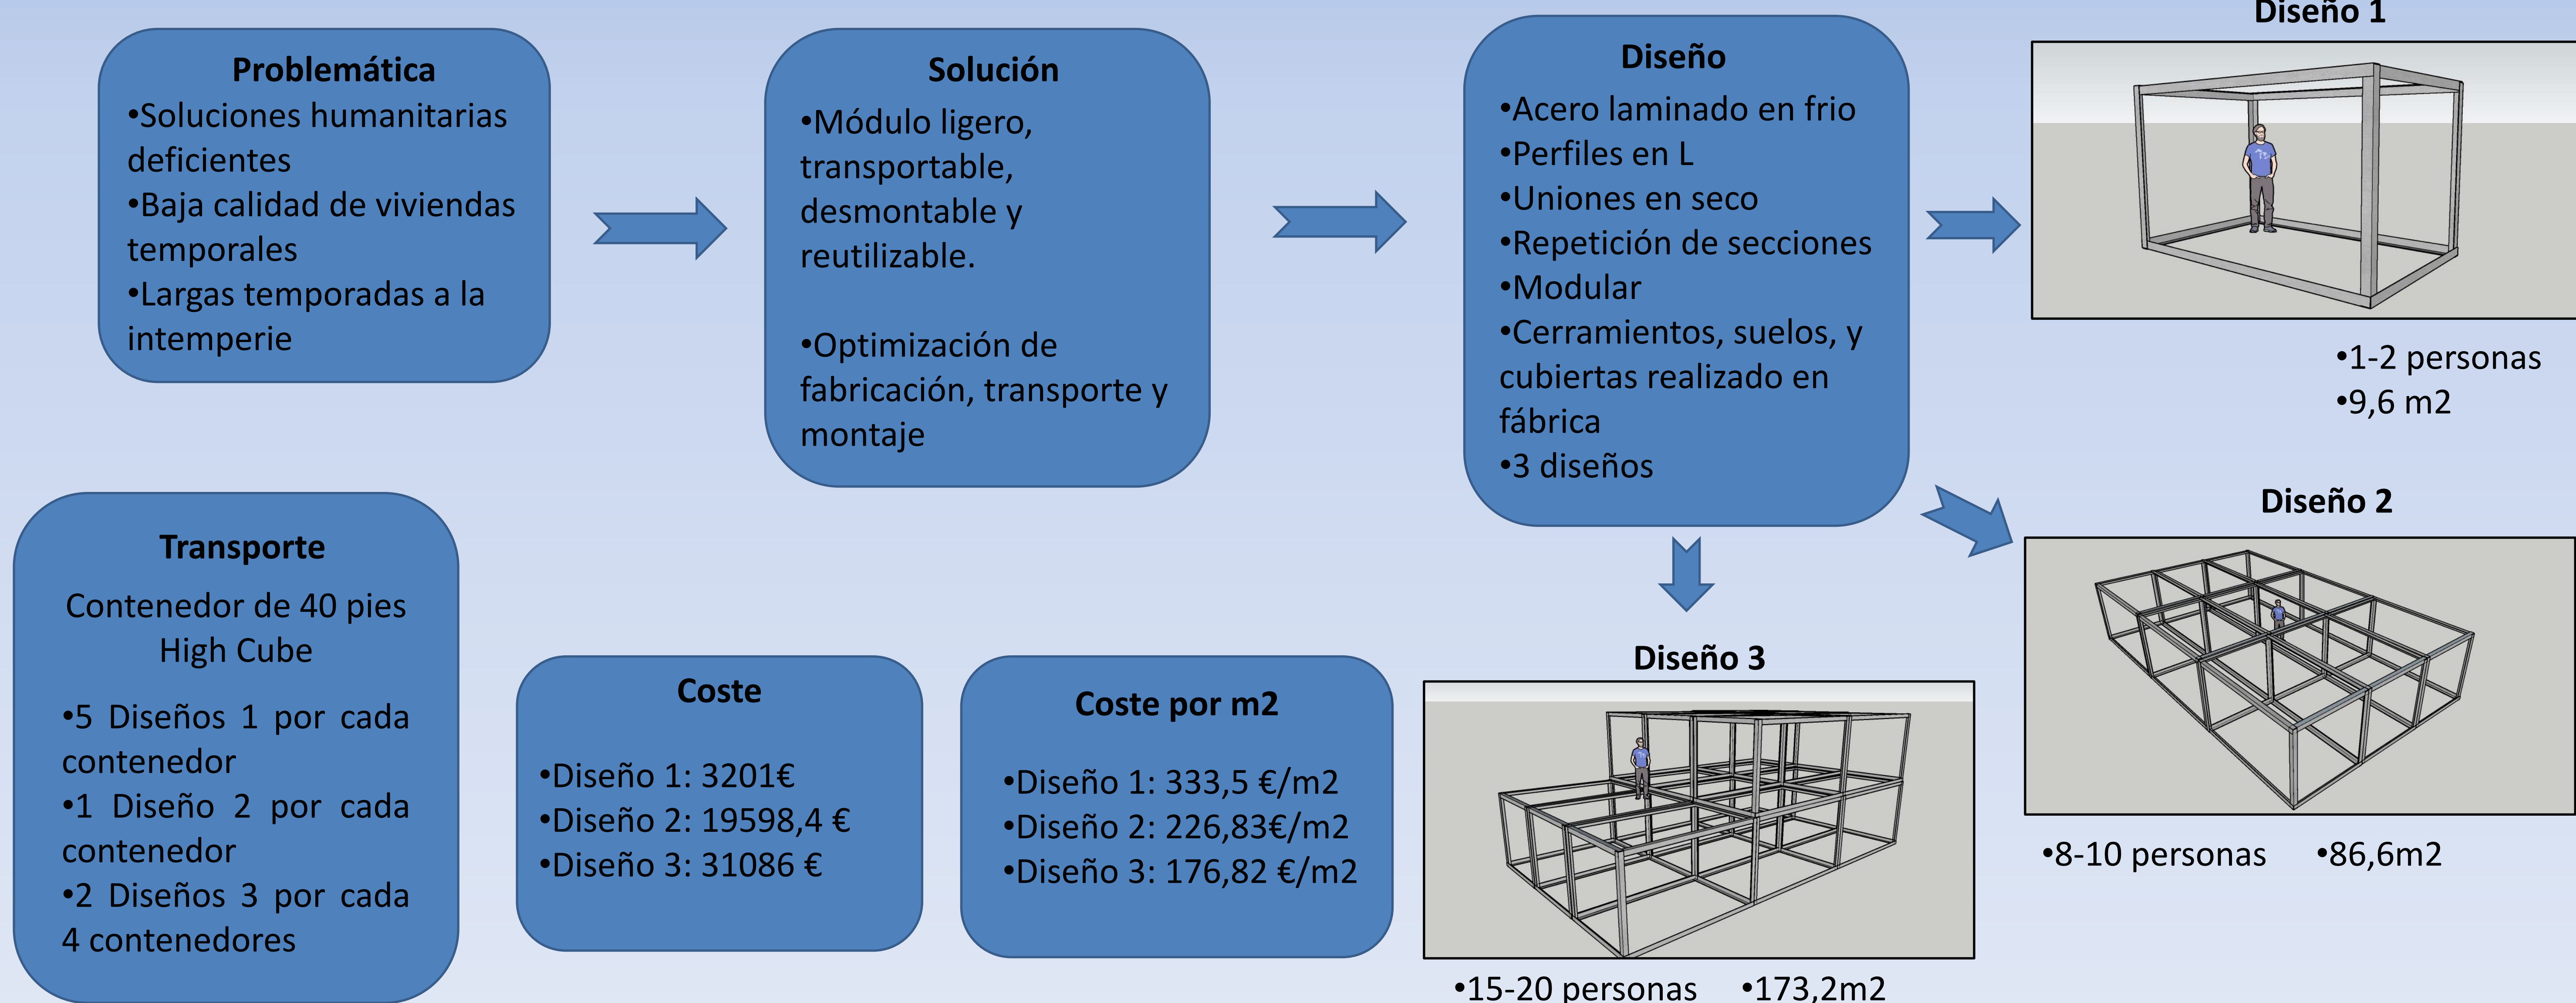 Problemática
•Soluciones humanitarias
deficientes
•Baja calidad de viviendas
temporales
•Largas temporadas a la
intemperie
Solución
•Módulo ligero,
transportable,
desmontable y
reutilizable.
•Optimización de
fabricación, transporte y
montaje
Diseño
•Acero laminado en frio
•Perfiles en L
•Uniones en seco
•Repetición de secciones
•Modular
•Cerramientos, suelos, y
cubiertas realizado en
fábrica
•3 diseños
Diseño 1
•1-2 personas
•9,6 m2
Diseño 2
•8-10 personas •86,6m2
Diseño 3
•15-20 personas •173,2m2
Transporte
Contenedor de 40 pies
High Cube
•5 Diseños 1 por cada
contenedor
•1 Diseño 2 por cada
contenedor
•2 Diseños 3 por cada
4 contenedores
Coste
•Diseño 1: 3201€
•Diseño 2: 19598,4 €
•Diseño 3: 31086 €
Coste por m2
•Diseño 1: 333,5 €/m2
•Diseño 2: 226,83€/m2
•Diseño 3: 176,82 €/m2